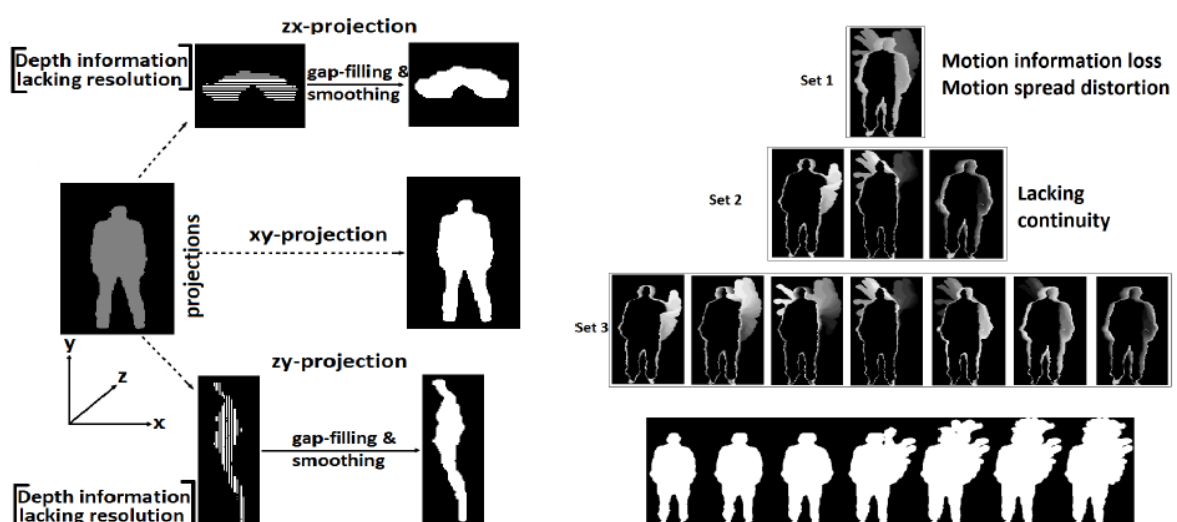 zx-projection
Depth information
lacking resolution
gap-filling &
smoothing
xy-projection
projections
y
z
x
zy-projection
gap-filling &
smoothing
Depth information
lacking resolution
Set 1
Motion information loss
Motion spread distortion
Set 2
Lacking
continuity
Set 3